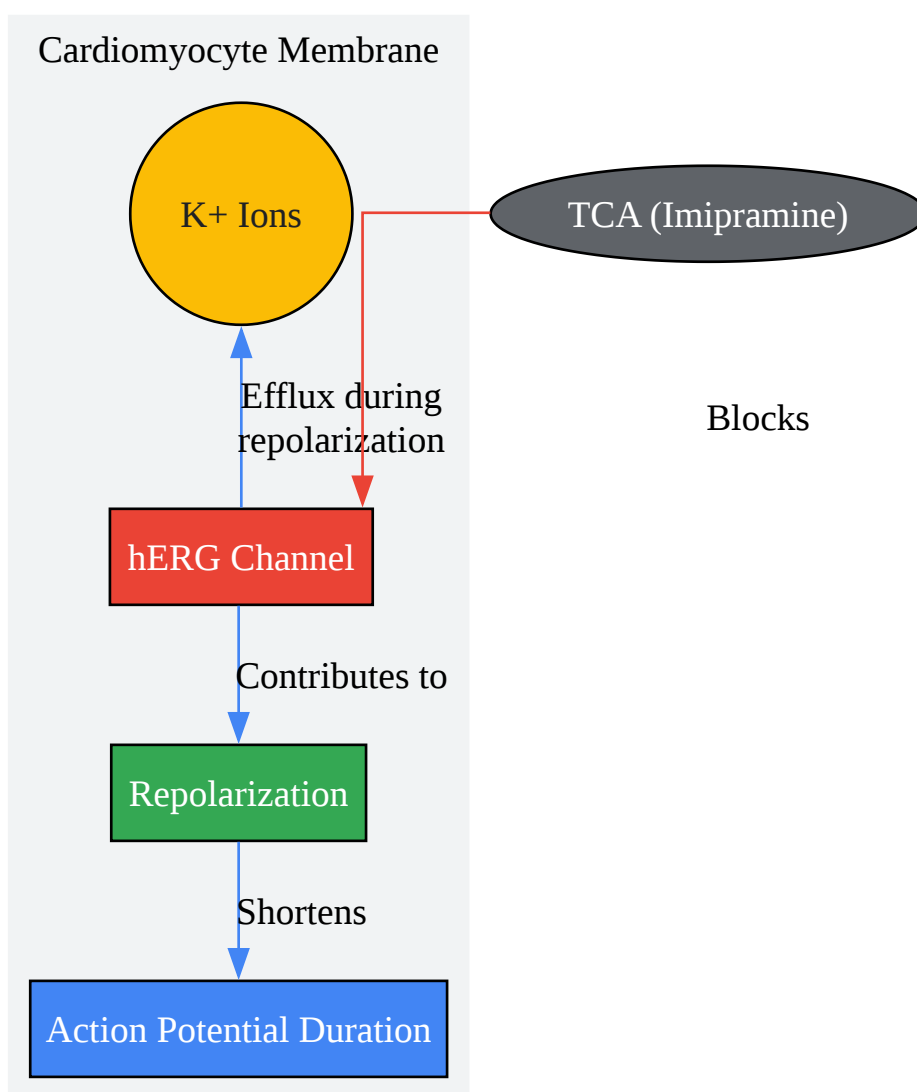 Cardiomyocyte Membrane
K+ Ions
TCA (Imipramine)
Efflux during
repolarization
Blocks
hERG Channel
Contributes to
Repolarization
Shortens
Action Potential Duration